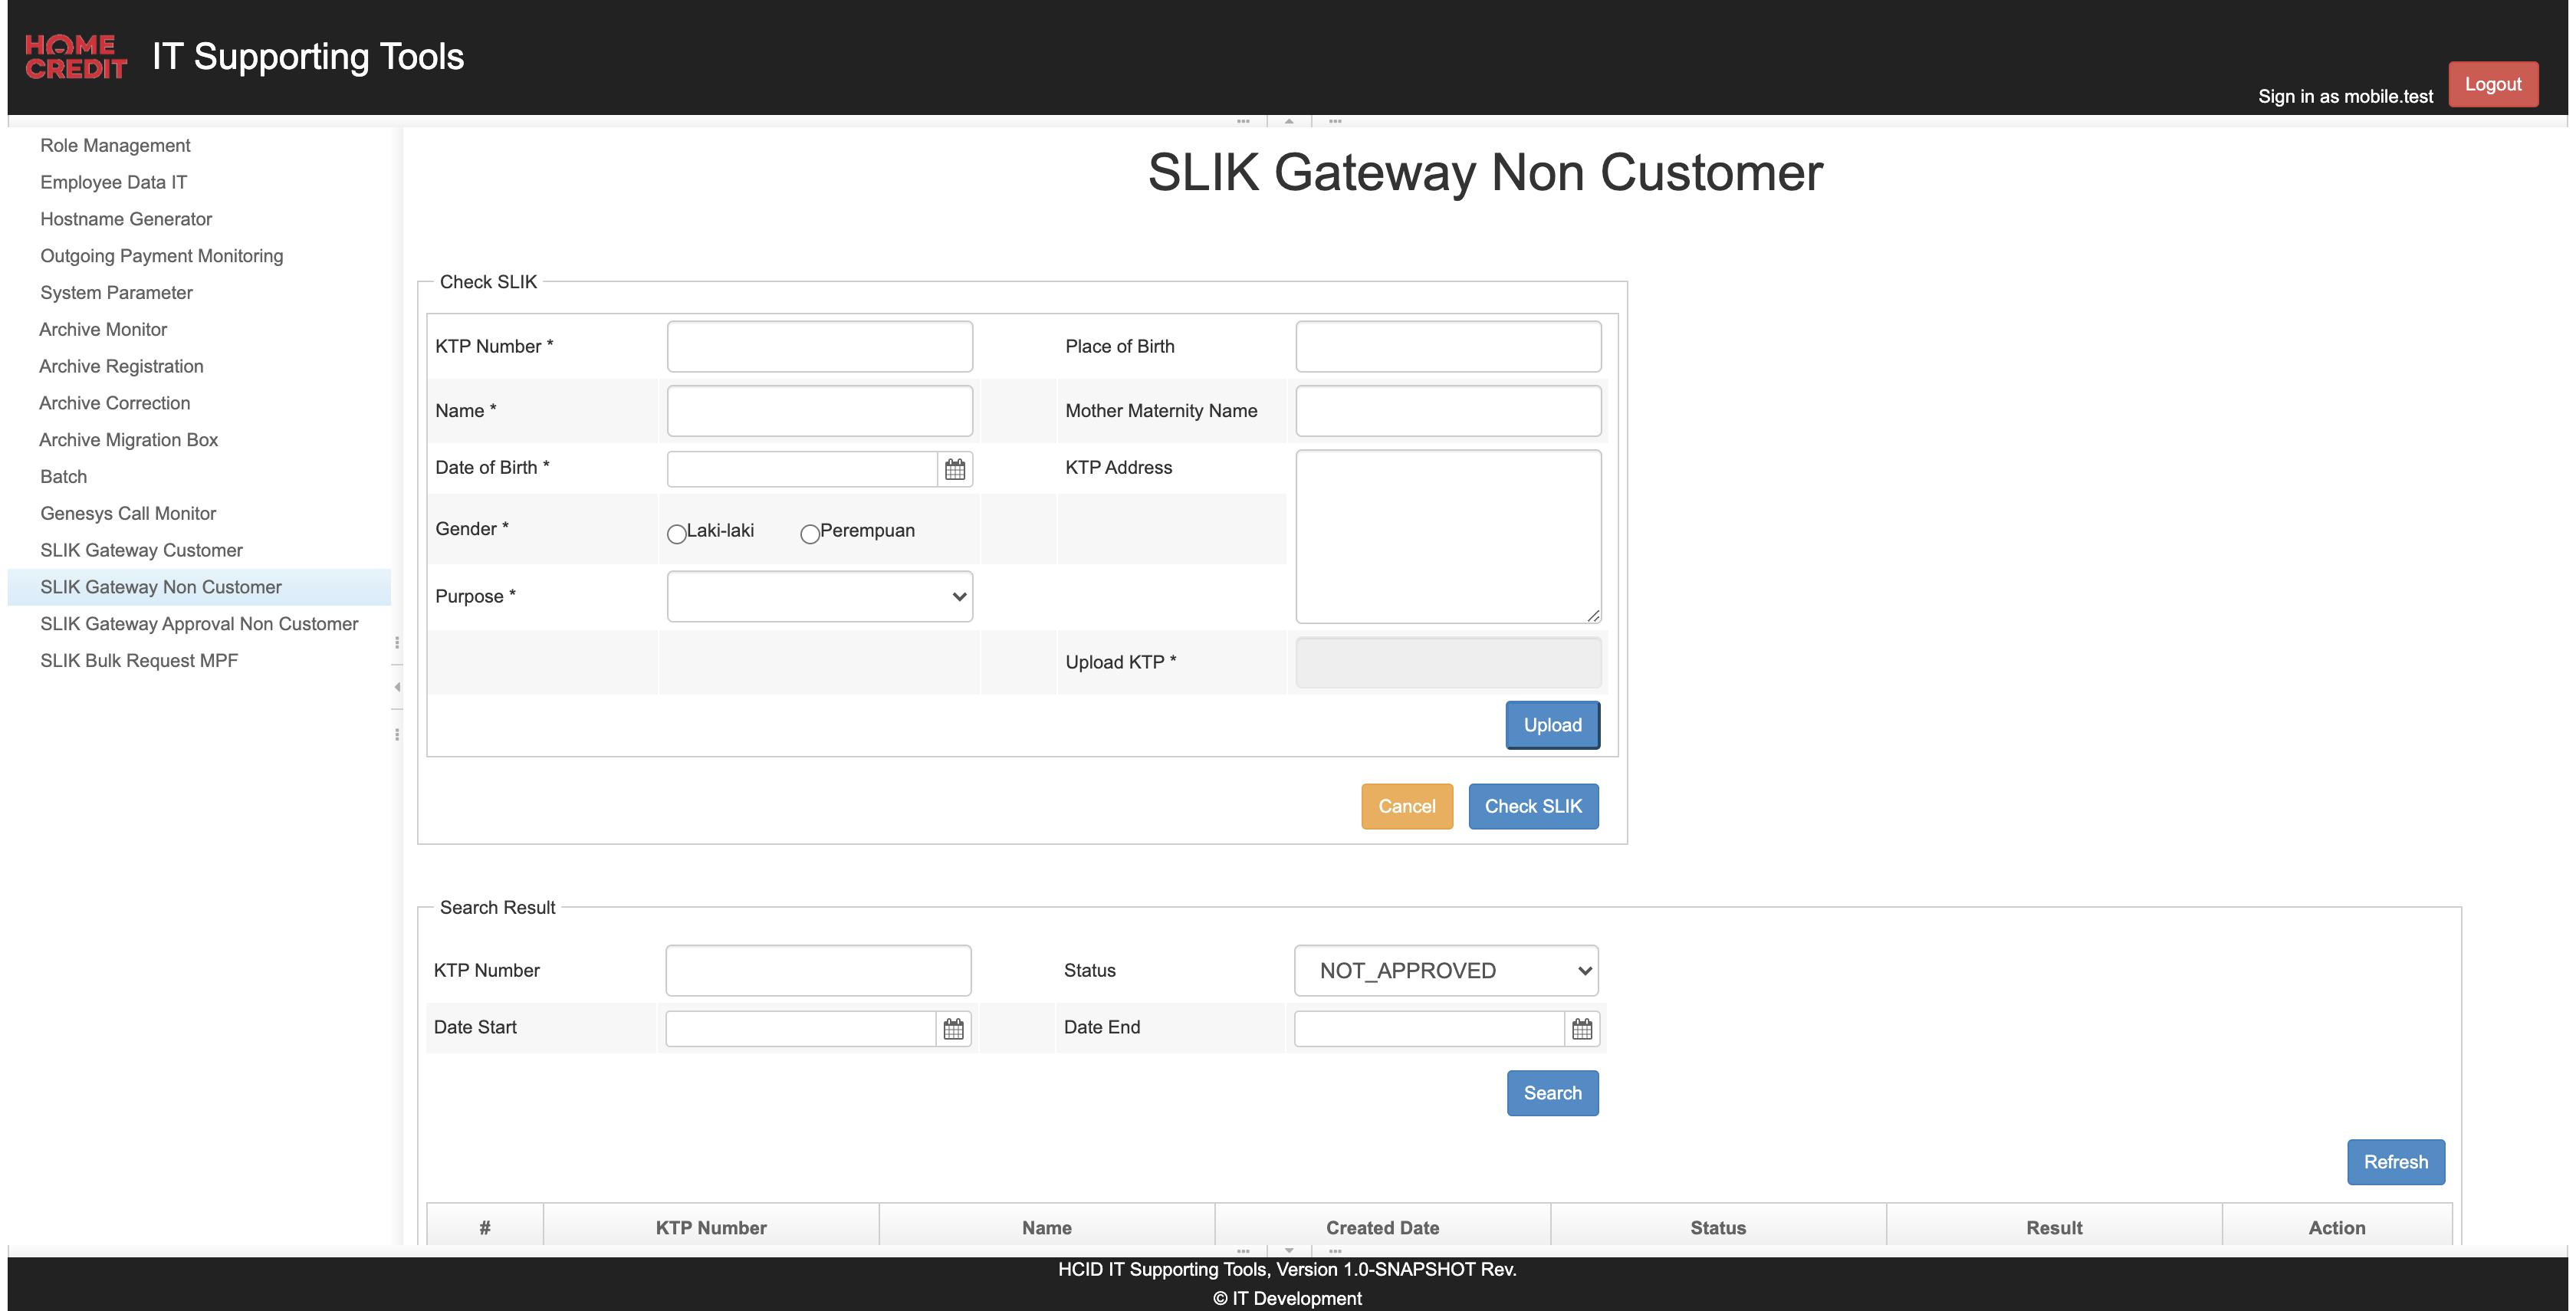 HOME
CREDIT
IT Supporting Tools
Sign in as mobile.test
Logout
Role Management
Employee Data IT
Hostname Generator
Outgoing Payment Monitoring
System Parameter
Archive Monitor
Archive Registration
Archive Correction
Archive Migration Box
Batch
Genesys Call Monitor
SLIK Gateway Customer
SLIK Gateway Non Customer
SLIK Gateway Approval Non Customer
SLIK Bulk Request MPF
SLIK Gateway Non Customer
Check SLIK
KTP Number *
Place of Birth
Name *
Mother Maternity Name
Date of Birth *
KTP Address
Gender *
Laki-laki
Perempuan
Purpose *
Upload KTP *
Upload
Cancel
Check SLIK
Search Result
KTP Number
Status
NOT_APPROVED
Date Start
Date End
Search
Refresh
# KTP Number Name Created Date Status Result Action
HCID IT Supporting Tools, Version 1.0-SNAPSHOT Rev.
© IT Development